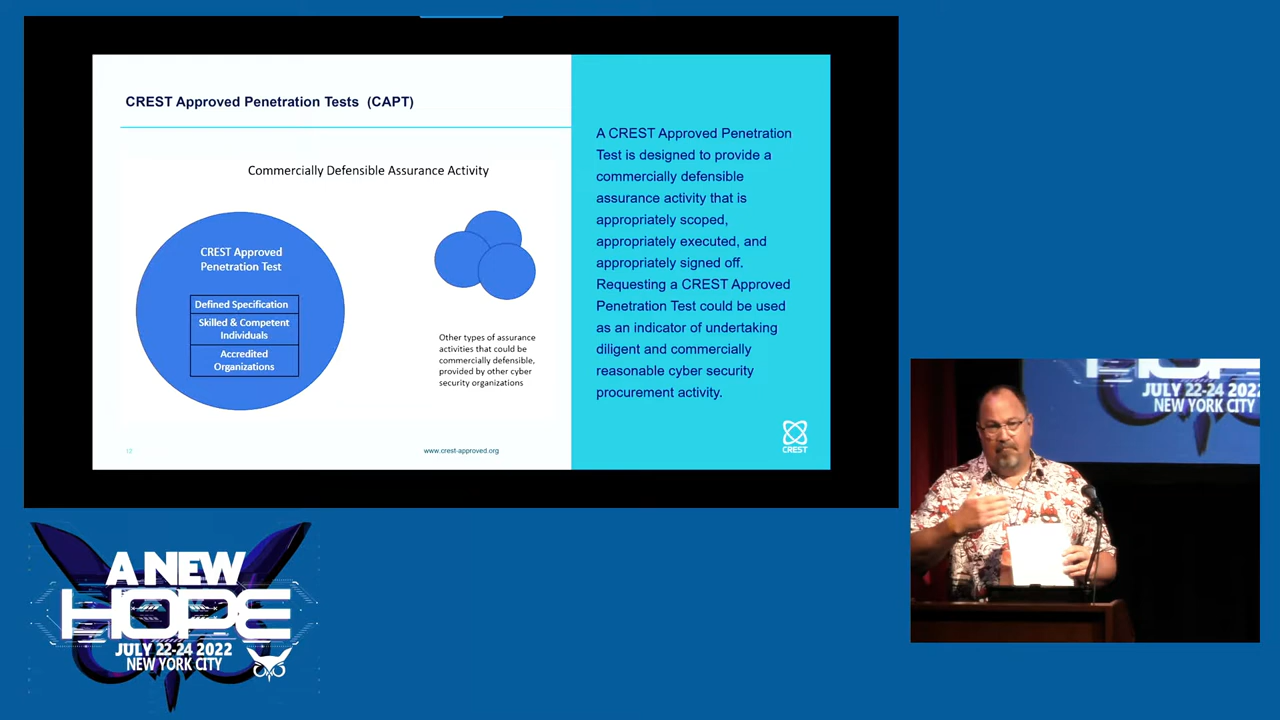 CREST Approved Penetration Tests (CAPT)
Commercially Defensible Assurance Activity
CREST Approved
Penetration Test
Defined Specification
Skilled & Competent
Individuals
Accredited
Organizations
Other types of assurance
activities that could be
commercially defensible,
provided by other cyber
security organizations
12
www.crest-approved.org
A CREST Approved Penetration
Test is designed to provide a
commercially defensible
assurance activity that is
appropriately scoped,
appropriately executed, and
appropriately signed off.
Requesting a CREST Approved
Penetration Test could be used
as an indicator of undertaking
diligent and commercially
reasonable cyber security
procurement activity.
CREST
JULY 22-24 2022
NEW YORK CITY
A NEW
HOPE
JULY 22-24 2022
NEW YORK CITY